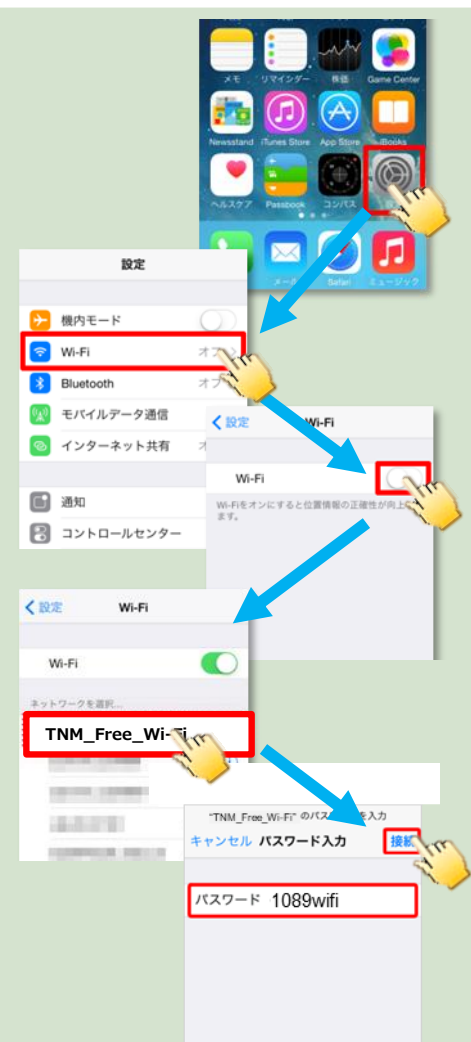 メモ リマインダー 株価 Game Center
Newsstand iTunes Store App Store iBooks
ヘルスケア Passbook コンパス
メール Safari ミュージック
設定
機内モード
Wi-Fi オフ
Bluetooth オフ
モバイルデータ通信
インターネット共有
通知
コントロールセンター
設定 Wi-Fi
Wi-Fi
Wi-Fiをオンにすると位置情報の正確性が向上
ます。
設定 Wi-Fi
Wi-Fi
ネットワークを選択...
TNM_Free_Wi-Fi
"TNM_Free_Wi-Fi" のパス を入力
キャンセル パスワード入力 接続
パスワード 1089wifi